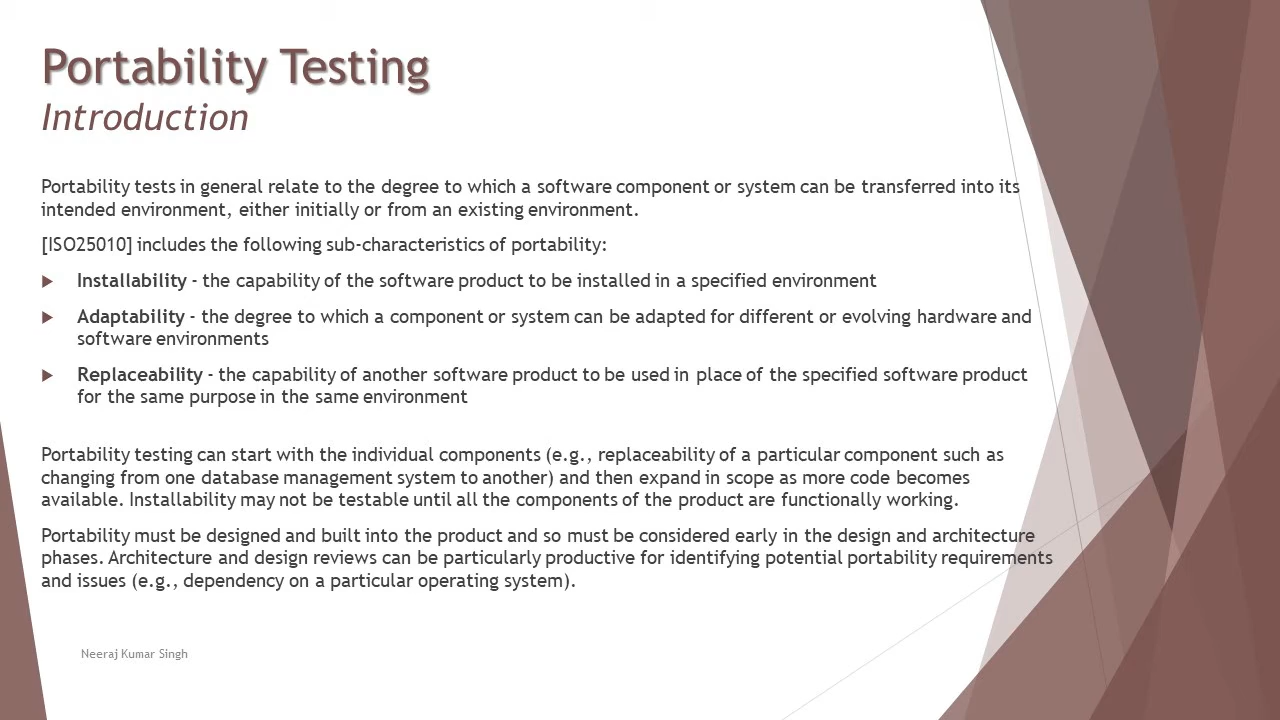 Portability Testing
Introduction
Portability tests in general relate to the degree to which a software component or system can be transferred into its
intended environment, either initially or from an existing environment.
[ISO25010] includes the following sub-characteristics of portability:
Installability - the capability of the software product to be installed in a specified environment
Adaptability - the degree to which a component or system can be adapted for different or evolving hardware and
software environments
Replaceability - the capability of another software product to be used in place of the specified software product
for the same purpose in the same environment
Portability testing can start with the individual components (e.g., replaceability of a particular component such as
changing from one database management system to another) and then expand in scope as more code becomes
available. Installability may not be testable until all the components of the product are functionally working.
Portability must be designed and built into the product and so must be considered early in the design and architecture
phases. Architecture and design reviews can be particularly productive for identifying potential portability requirements
and issues (e.g., dependency on a particular operating system).
Neeraj Kumar Singh